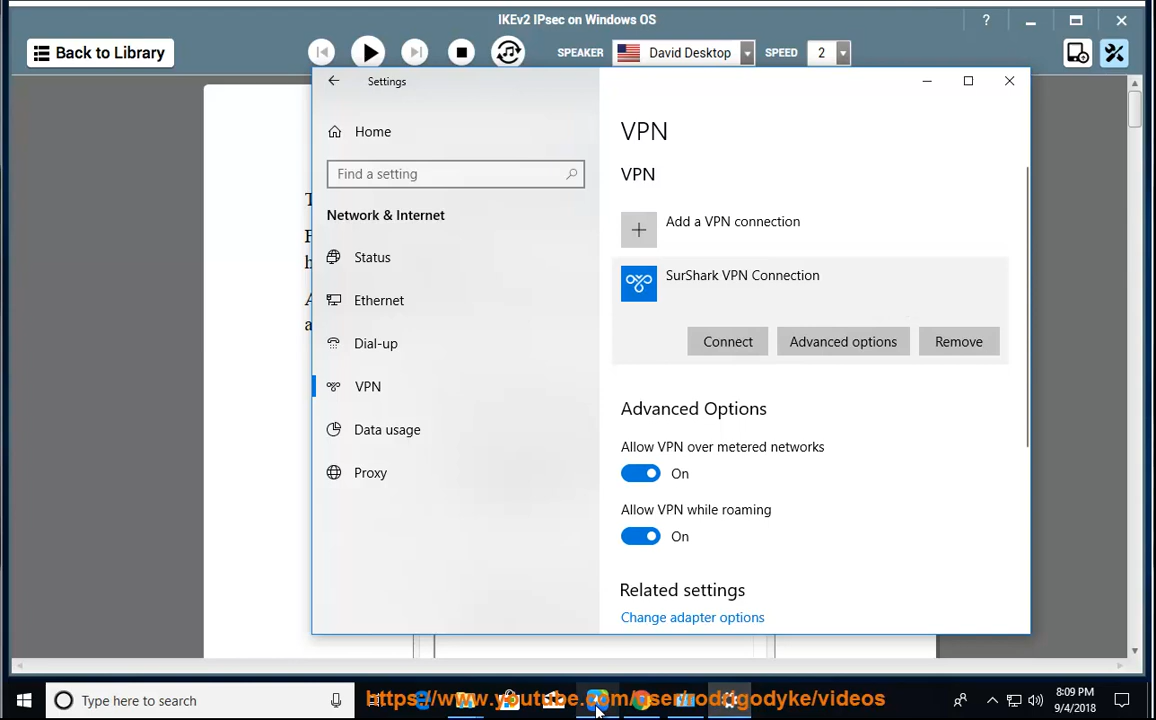 IKEv2 IPsec on Windows OS
?
Back to Library
SPEAKER
David Desktop
SPEED
2
Settings
Home
Find a setting
Network & Internet
Status
Ethernet
Dial-up
VPN
Data usage
Proxy
VPN
VPN
Add a VPN connection
SurShark VPN Connection
Connect
Advanced options
Remove
Advanced Options
Allow VPN over metered networks
On
Allow VPN while roaming
On
Related settings
Change adapter options
Type here to search
8:09 PM
9/4/2018